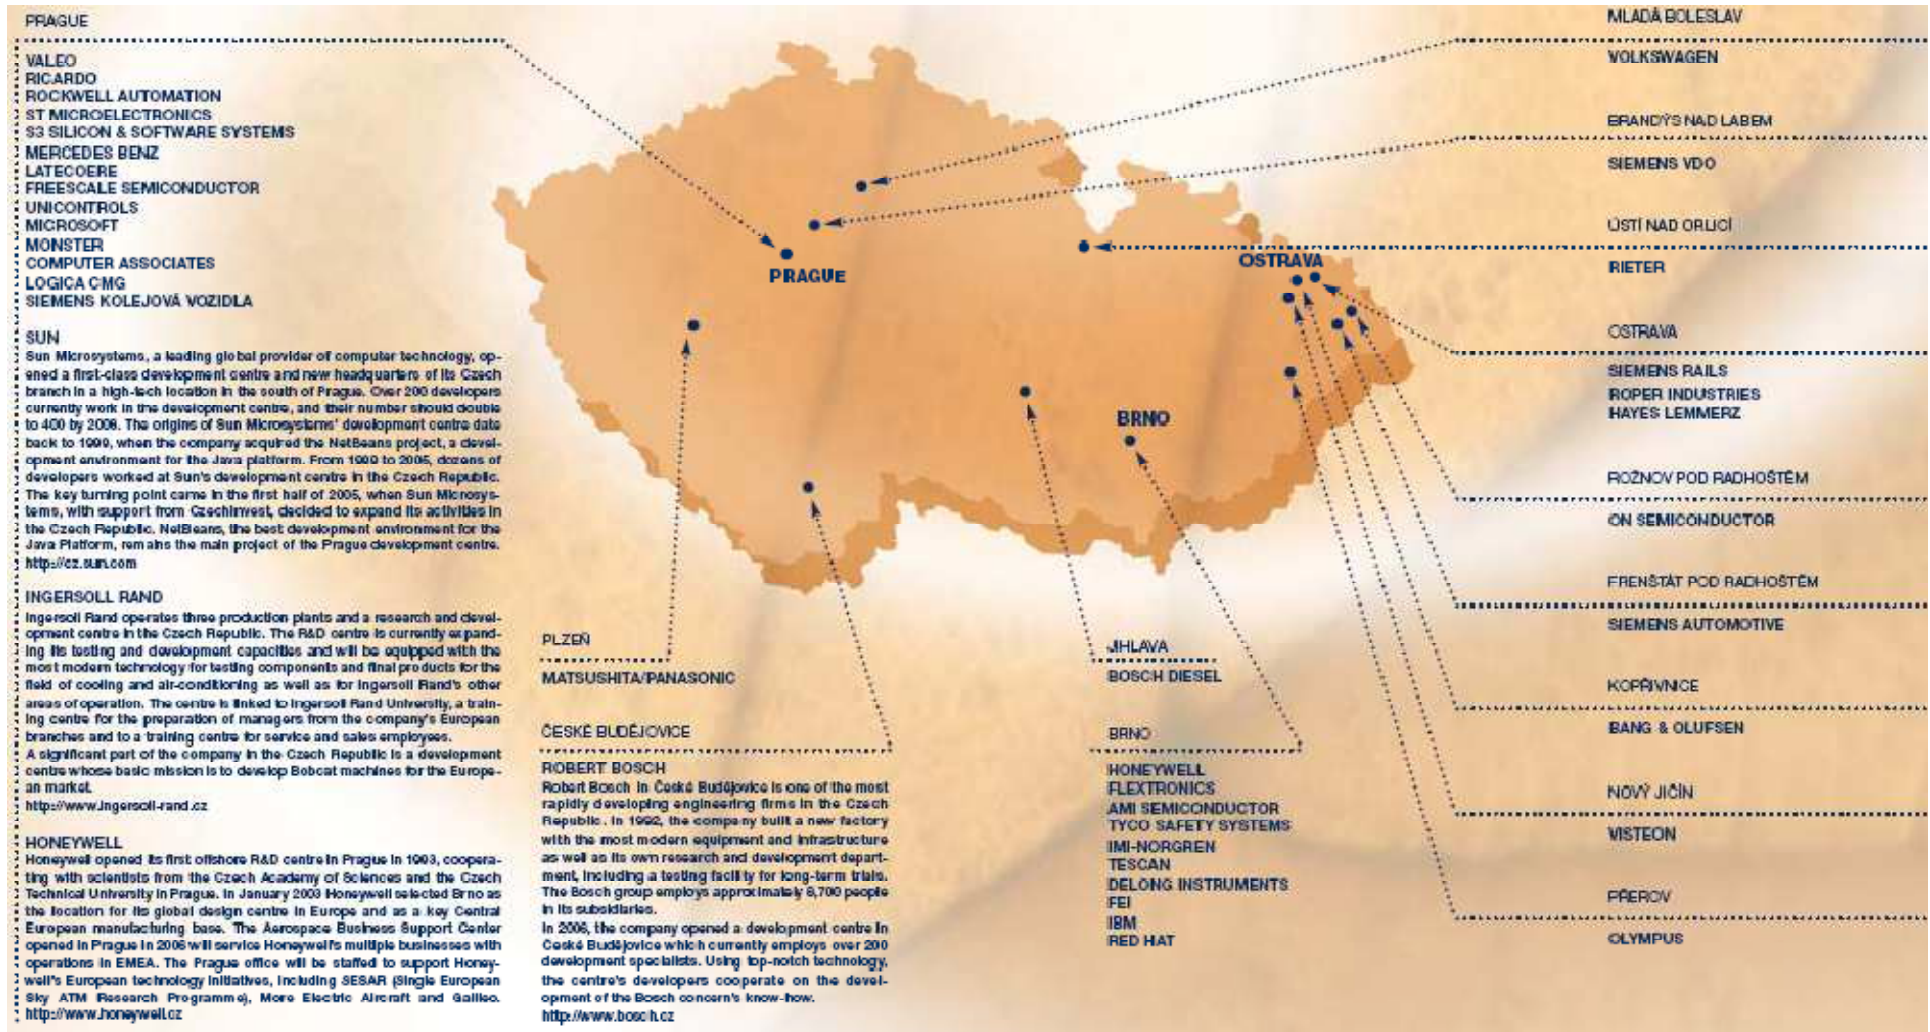 PRAGUE
VALEO
RICARDO
ROCKWELL AUTOMATION
ST MICROELECTRONICS
S3 SILICON & SOFTWARE SYSTEMS
MERCEDES BENZ
LATECOERE
FREESCALE SEMICONDUCTOR
UNICONTROLS
MICROSOFT
MONSTER
COMPUTER ASSOCIATES
LOGICA CMG
SIEMENS KOLEJOVÁ VOZIDLA
SUN
Sun Microsystems, a leading global provider of computer technology, op-
ened a first-class development centre and new headquarters of its Czech
branch in a high-tech location in the south of Prague. Over 200 developers
currently work in the development centre, and their number should double
to 400 by 2008. The origins of Sun Microsystems' development centre date
back to 1999, when the company acquired the NetBeans project, a devel-
opment environment for the Java platform. From 1999 to 2005, dozens of
developers worked at Sun's development centre in the Czech Republic.
The key turning point came in the first half of 2005, when Sun Microsys-
tems, with support from CzechInvest, decided to expand its activities in
the Czech Republic. NetBeans, the best development environment for the
Java Platform, remains the main project of the Prague development centre.
http://cz.sun.com
INGERSOLL RAND
Ingersoll Rand operates three production plants and a research and devel-
opment centre in the Czech Republic. The R&D centre is currently expand-
ing its testing and development capacities and will be equipped with the
most modern technology for testing components and final products for the
field of cooling and air-conditioning as well as for Ingersoll Rand's other
areas of operation. The centre is linked to Ingersoll Rand University, a train-
ing centre for the preparation of managers from the company's European
branches and to a training centre for service and sales employees.
A significant part of the company in the Czech Republic is a development
centre whose basic mission is to develop Bobcat machines for the Europe-
an market.
http://www.ingersoll-rand.cz
HONEYWELL
Honeywell opened its first offshore R&D centre in Prague in 1993, coopera-
ting with scientists from the Czech Academy of Sciences and the Czech
Technical University in Prague. In January 2003 Honeywell selected Brno as
the location for its global design centre in Europe and as a key Central
European manufacturing base. The Aerospace Business Support Center
opened in Prague in 2006 will service Honeywell's multiple businesses with
operations in EMEA. The Prague office will be staffed to support Honey-
well's European technology initiatives, including SESAR (Single European
Sky ATM Research Programme), More Electric Aircraft and Galileo.
http://www.honeywell.cz
PRAGUE
OSTRAVA
BRNO
PLZEŇ
MATSUSHITA/PANASONIC
ČESKÉ BUDĚJOVICE
ROBERT BOSCH
Robert Bosch in České Budějovice is one of the most
rapidly developing engineering firms in the Czech
Republic. In 1992, the company built a new factory
with the most modern equipment and infrastructure
as well as its own research and development depart-
ment, including a testing facility for long-term trials.
The Bosch group employs approximately people
in its subsidiaries.
In 2006, the company opened a development centre in
České Budějovice which currently employs over 200
development specialists. Using top-notch technology,
the centre's developers cooperate on the devel-
opment of the Bosch concern's know-how.
http://www.bosch.cz
JIHLAVA
BOSCH DIESEL
BRNO
HONEYWELL
FLEXTRONICS
AMI SEMICONDUCTOR
TYCO SAFETY SYSTEMS
IMI-NORGREN
TESCAN
DELONG INSTRUMENTS
FEI
IBM
RED HAT
MLADÁ BOLESLAV
VOLKSWAGEN
BRANDÝS NAD LABEM
SIEMENS VDO
ÚSTÍ NAD ORLICÍ
RIETER
OSTRAVA
SIEMENS RAILS
ROPER INDUSTRIES
HAYES LEMMERZ
ROŽNOV POD RADHOŠTĚM
ON SEMICONDUCTOR
FRENŠTÁT POD RADHOŠTĚM
SIEMENS AUTOMOTIVE
KOPŘIVNICE
BANG & OLUFSEN
NOVÝ JIČÍN
VISTEON
PŘEROV
OLYMPUS